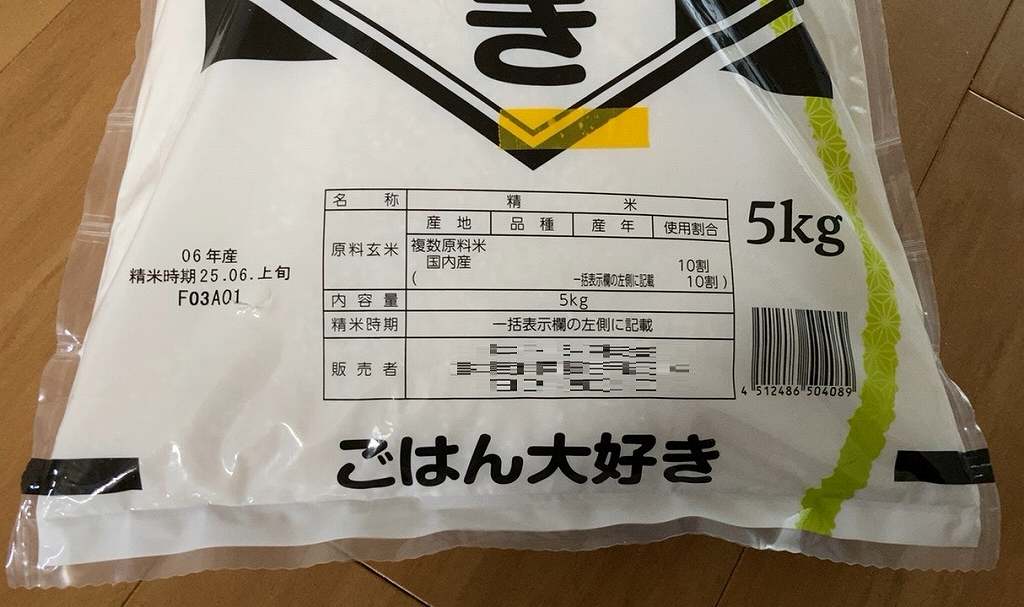 き
06年産
精米時期25.06.上旬
F03A01
名称 精米
原料玄米 産地 品種 産年 使用割合
複数原料米
国内産 10割
( 一括表示欄の左側に記載 10割 )
内容量 5kg
精米時期 一括表示欄の左側に記載
販売者
5kg
4 512486 504089
ごはん大好き